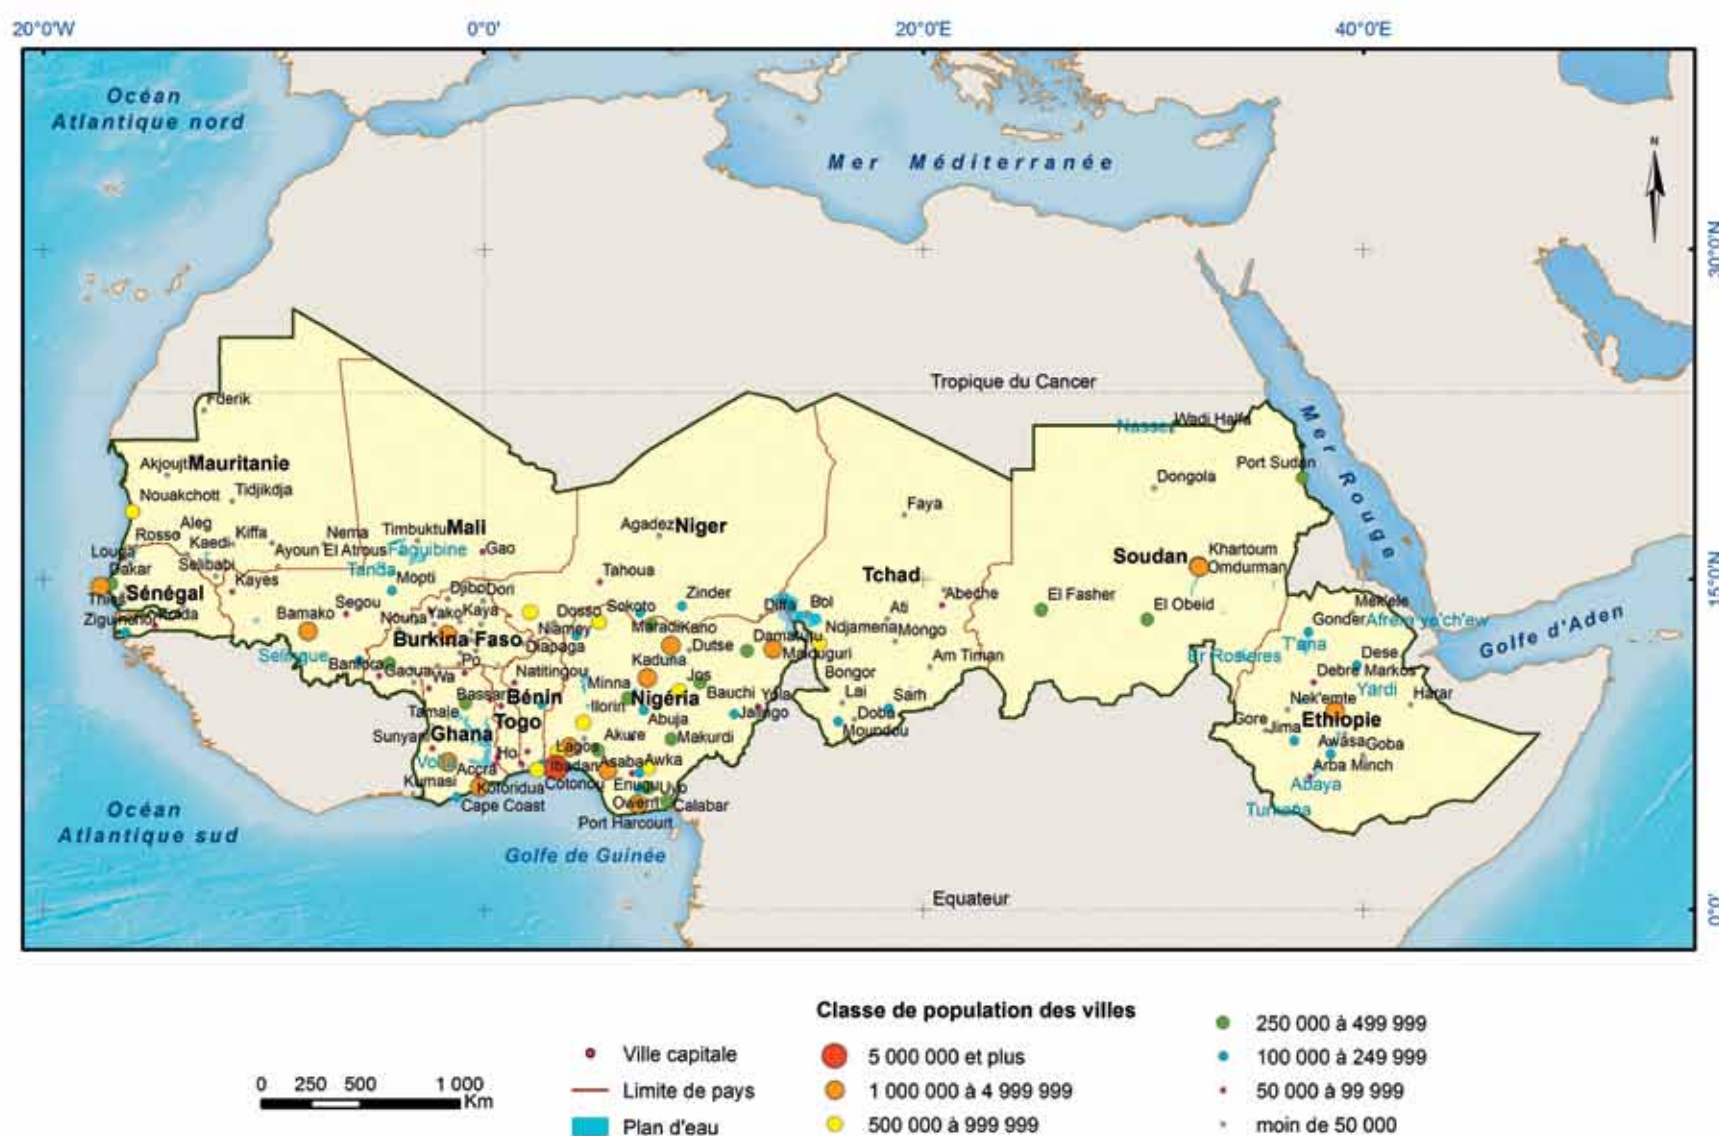 20°0'W
0°0'
20°0'E
40°0'E
Océan
Atlantique nord
Mer Méditerranée
N
30°0'N
Tropique du Cancer
Fderik
Nassez
Wadi Halfa
Mer Rouge
Akjoujt
Mauritanie
Port Sudan
Nouakchott
Tidjikdja
Dongola
Faya
Aleg
Rosso
Kaedi
Kiffa
Nema
Timbuktu
Mali
Agadez
Niger
Louga
Ayoun El Atrous
Faguibine
Gao
Soudan
Khartoum
Omdurman
Dakar
Selibabi
Tanda
Mopti
Tahoua
Tchad
15°0'N
Thies
Sénégal
Kayes
Djibo
Dori
Zinder
Diffa
Bol
Abeche
El Fasher
El Obeid
Mek'ele
Ziguinchor
Kolda
Bamako
Segou
Nouna
Yako
Kaya
Dosso
Sokoto
Ati
Gonder
Afrera ye'ch'ew
Golfe d'Aden
Burkina Faso
Niamey
Maradi
Kano
Ndjamena
Mongo
Damaturu
Selingue
Diapaga
Dutse
Maiduguri
Am Timan
Er Roseires
T'ana
Dese
Banfora
Gaoua
Po
Natitingou
Kaduna
Bongor
Debre Markos
Wa
Bassar
Bénin
Minna
Jos
Nigéria
Bauchi
Yola
Lai
Sarh
Nek'emte
Yardi
Harar
Tamale
Togo
Ilorin
Abuja
Jalingo
Doba
Moundou
Gore
Jima
Ethiopie
Sunyani
Ghana
Akure
Makurdi
Awasa
Goba
Volta
Ho
Lagos
Arba Minch
Kumasi
Accra
Ibadan
Asaba
Awka
Abaya
Koforidua
Cotonou
Enugu
Uyo
Cape Coast
Owerri
Calabar
Turkana
Port Harcourt
Océan
Atlantique sud
Golfe de Guinée
Equateur
0°0'
Classe de population des villes
Ville capitale
Limite de pays
Plan d'eau
5 000 000 et plus
1 000 000 à 4 999 999
500 000 à 999 999
250 000 à 499 999
100 000 à 249 999
50 000 à 99 999
moin de 50 000
0 250 500 1 000
Km